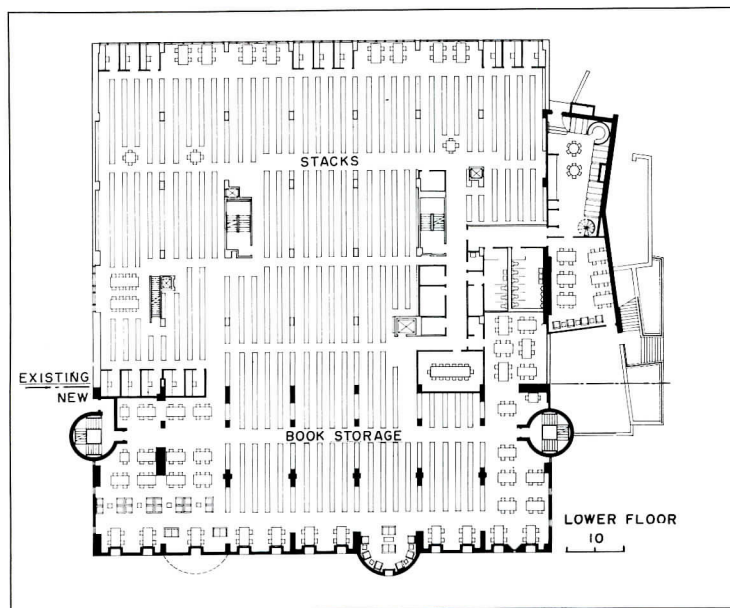 STACKS
EXISTING
NEW
BOOK STORAGE
LOWER FLOOR
10